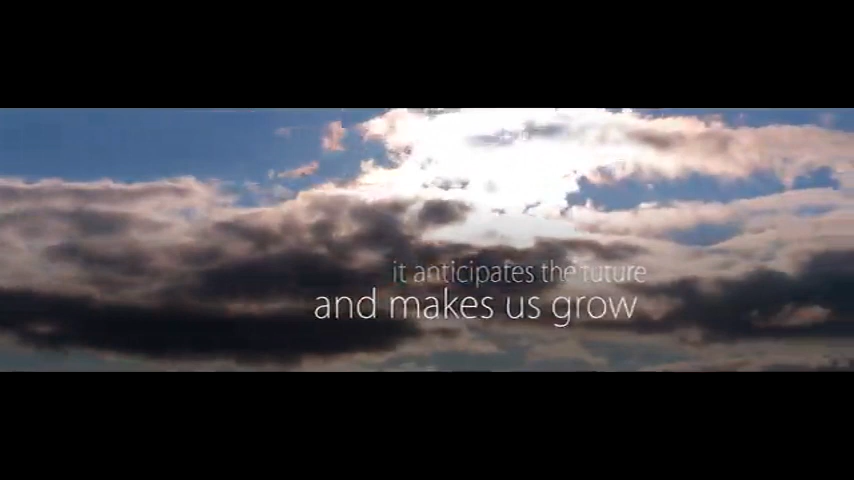 it anticipates the future
and makes us grow